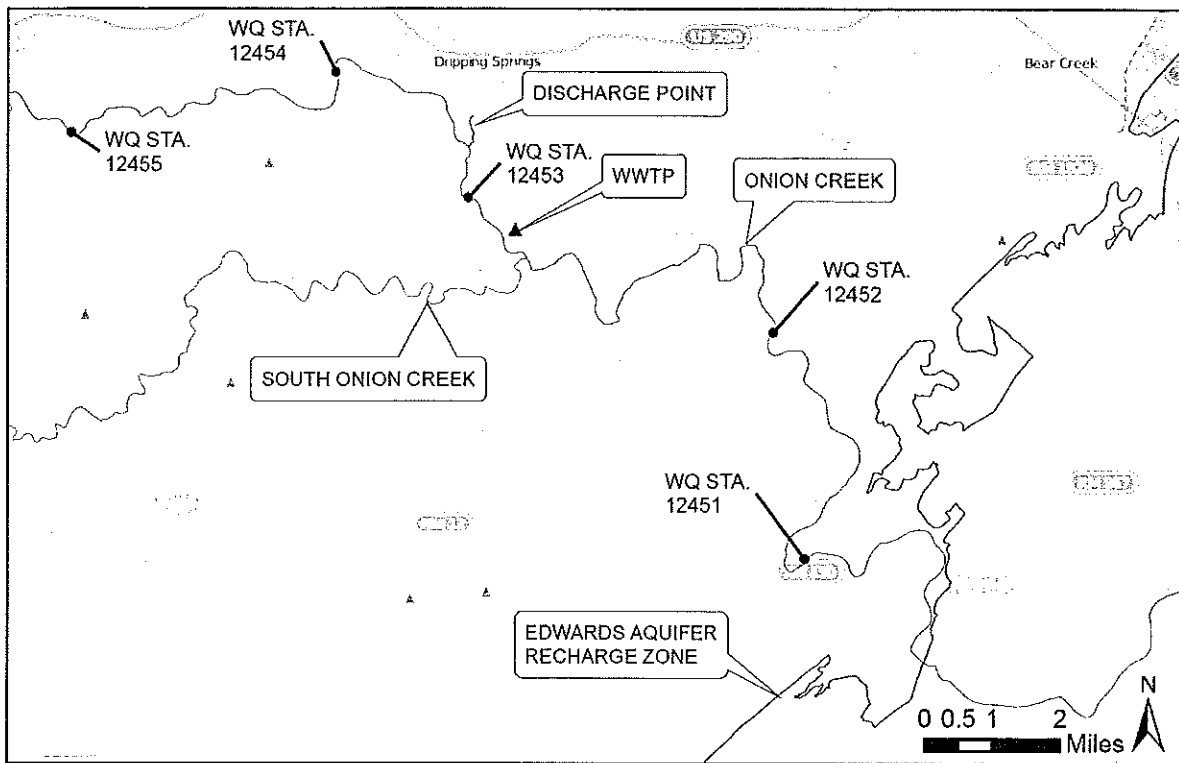 WQ STA.
12454
Dripping Springs
Bear Creek
DISCHARGE POINT
WQ STA.
12455
WQ STA.
12453
WWTP
ONION CREEK
WQ STA.
12452
SOUTH ONION CREEK
WQ STA.
12451
EDWARDS AQUIFER
RECHARGE ZONE
N
0 0.5 1 2
Miles